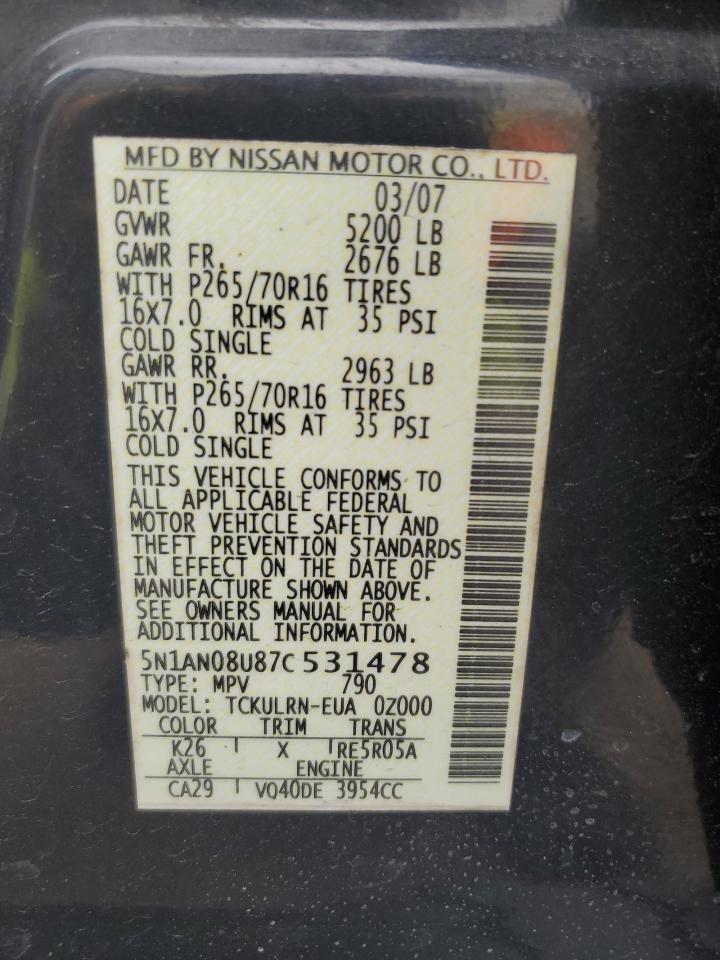 MFD BY NISSAN MOTOR CO., LTD.
DATE 03/07
GVWR 5200 LB
GAWR FR. 2676 LB
WITH P265/70R16 TIRES
16X7.0 RIMS AT 35 PSI
COLD SINGLE
GAWR RR. 2963 LB
WITH P265/70R16 TIRES
16X7.0 RIMS AT 35 PSI
COLD SINGLE
THIS VEHICLE CONFORMS TO
ALL APPLICABLE FEDERAL
MOTOR VEHICLE SAFETY AND
THEFT PREVENTION STANDARDS
IN EFFECT ON THE DATE OF
MANUFACTURE SHOWN ABOVE.
SEE OWNERS MANUAL FOR
ADDITIONAL INFORMATION.
5N1AN08U87C531478
TYPE: MPV 790
MODEL: TCKULRN-EUA 0Z000
COLOR TRIM TRANS
K26 X RE5R05A
AXLE ENGINE
CA29 VQ40DE 3954CC